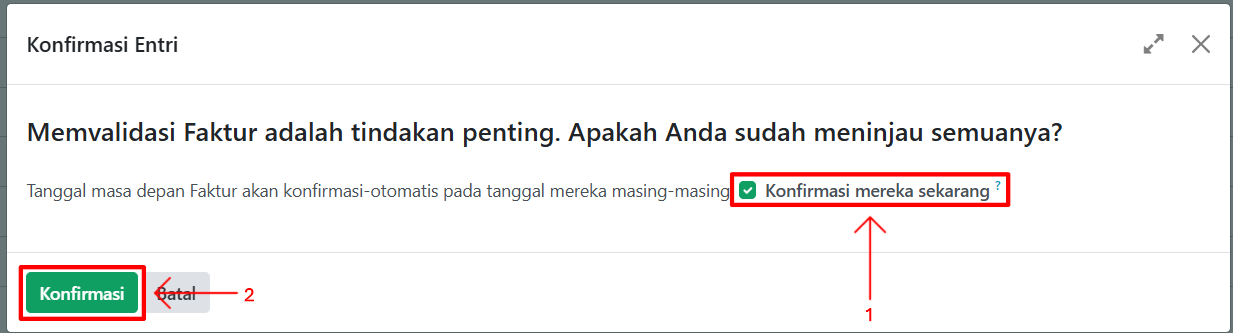 Konfirmasi Entri
Memvalidasi Faktur adalah tindakan penting. Apakah Anda sudah meninjau semuanya?
Tanggal masa depan Faktur akan konfirmasi-otomatis pada tanggal mereka masing-masing Konfirmasi mereka sekarang ?
Konfirmasi Batal 2
1